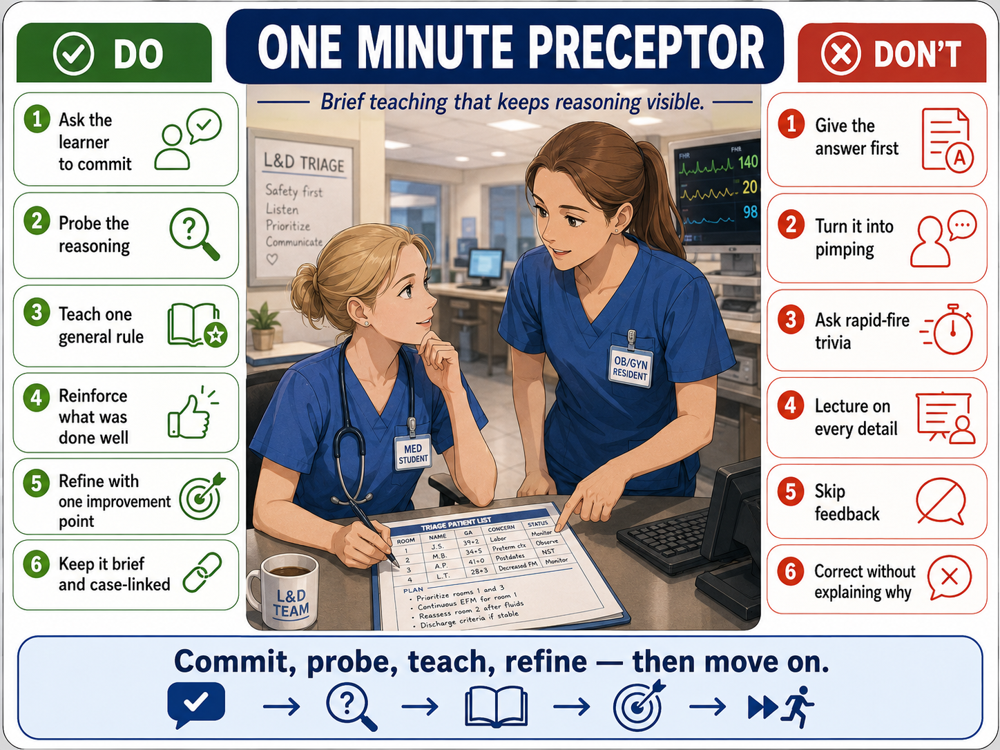 DO
ONE MINUTE PRECEPTOR
DON'T
Brief teaching that keeps reasoning visible.
1
Ask the
learner
to commit
2
Probe the
reasoning
3
Teach one
general rule
4
Reinforce
what was
done well
5
Refine with
one improvement
point
6
Keep it brief
and case-linked
L&D TRIAGE
Safety first
Listen
Prioritize
Communicate
FHR
FHR
140
20
98
OB/GYN
RESIDENT
MED
STUDENT
L&D
TEAM
TRIAGE PATIENT LIST
ROOM NAME GA CONCERN STATUS
1 J.S. 39+2 Labor Monitor
2 M.B. 34+5 Preterm ctx Observe
3 A.P. 41+0 Postdates NST
4 L.T. 28+3 Decreased FM Monitor
PLAN
• Prioritize rooms 1 and 3
• Continuous EFM for room 1
• Reassess room 2 after fluids
• Discharge criteria if stable
1
Give the
answer first
A
2
Turn it into
pimping
3
Ask rapid-fire
trivia
4
Lecture on
every detail
5
Skip
feedback
6
Correct without
explaining why
Commit, probe, teach, refine — then move on.